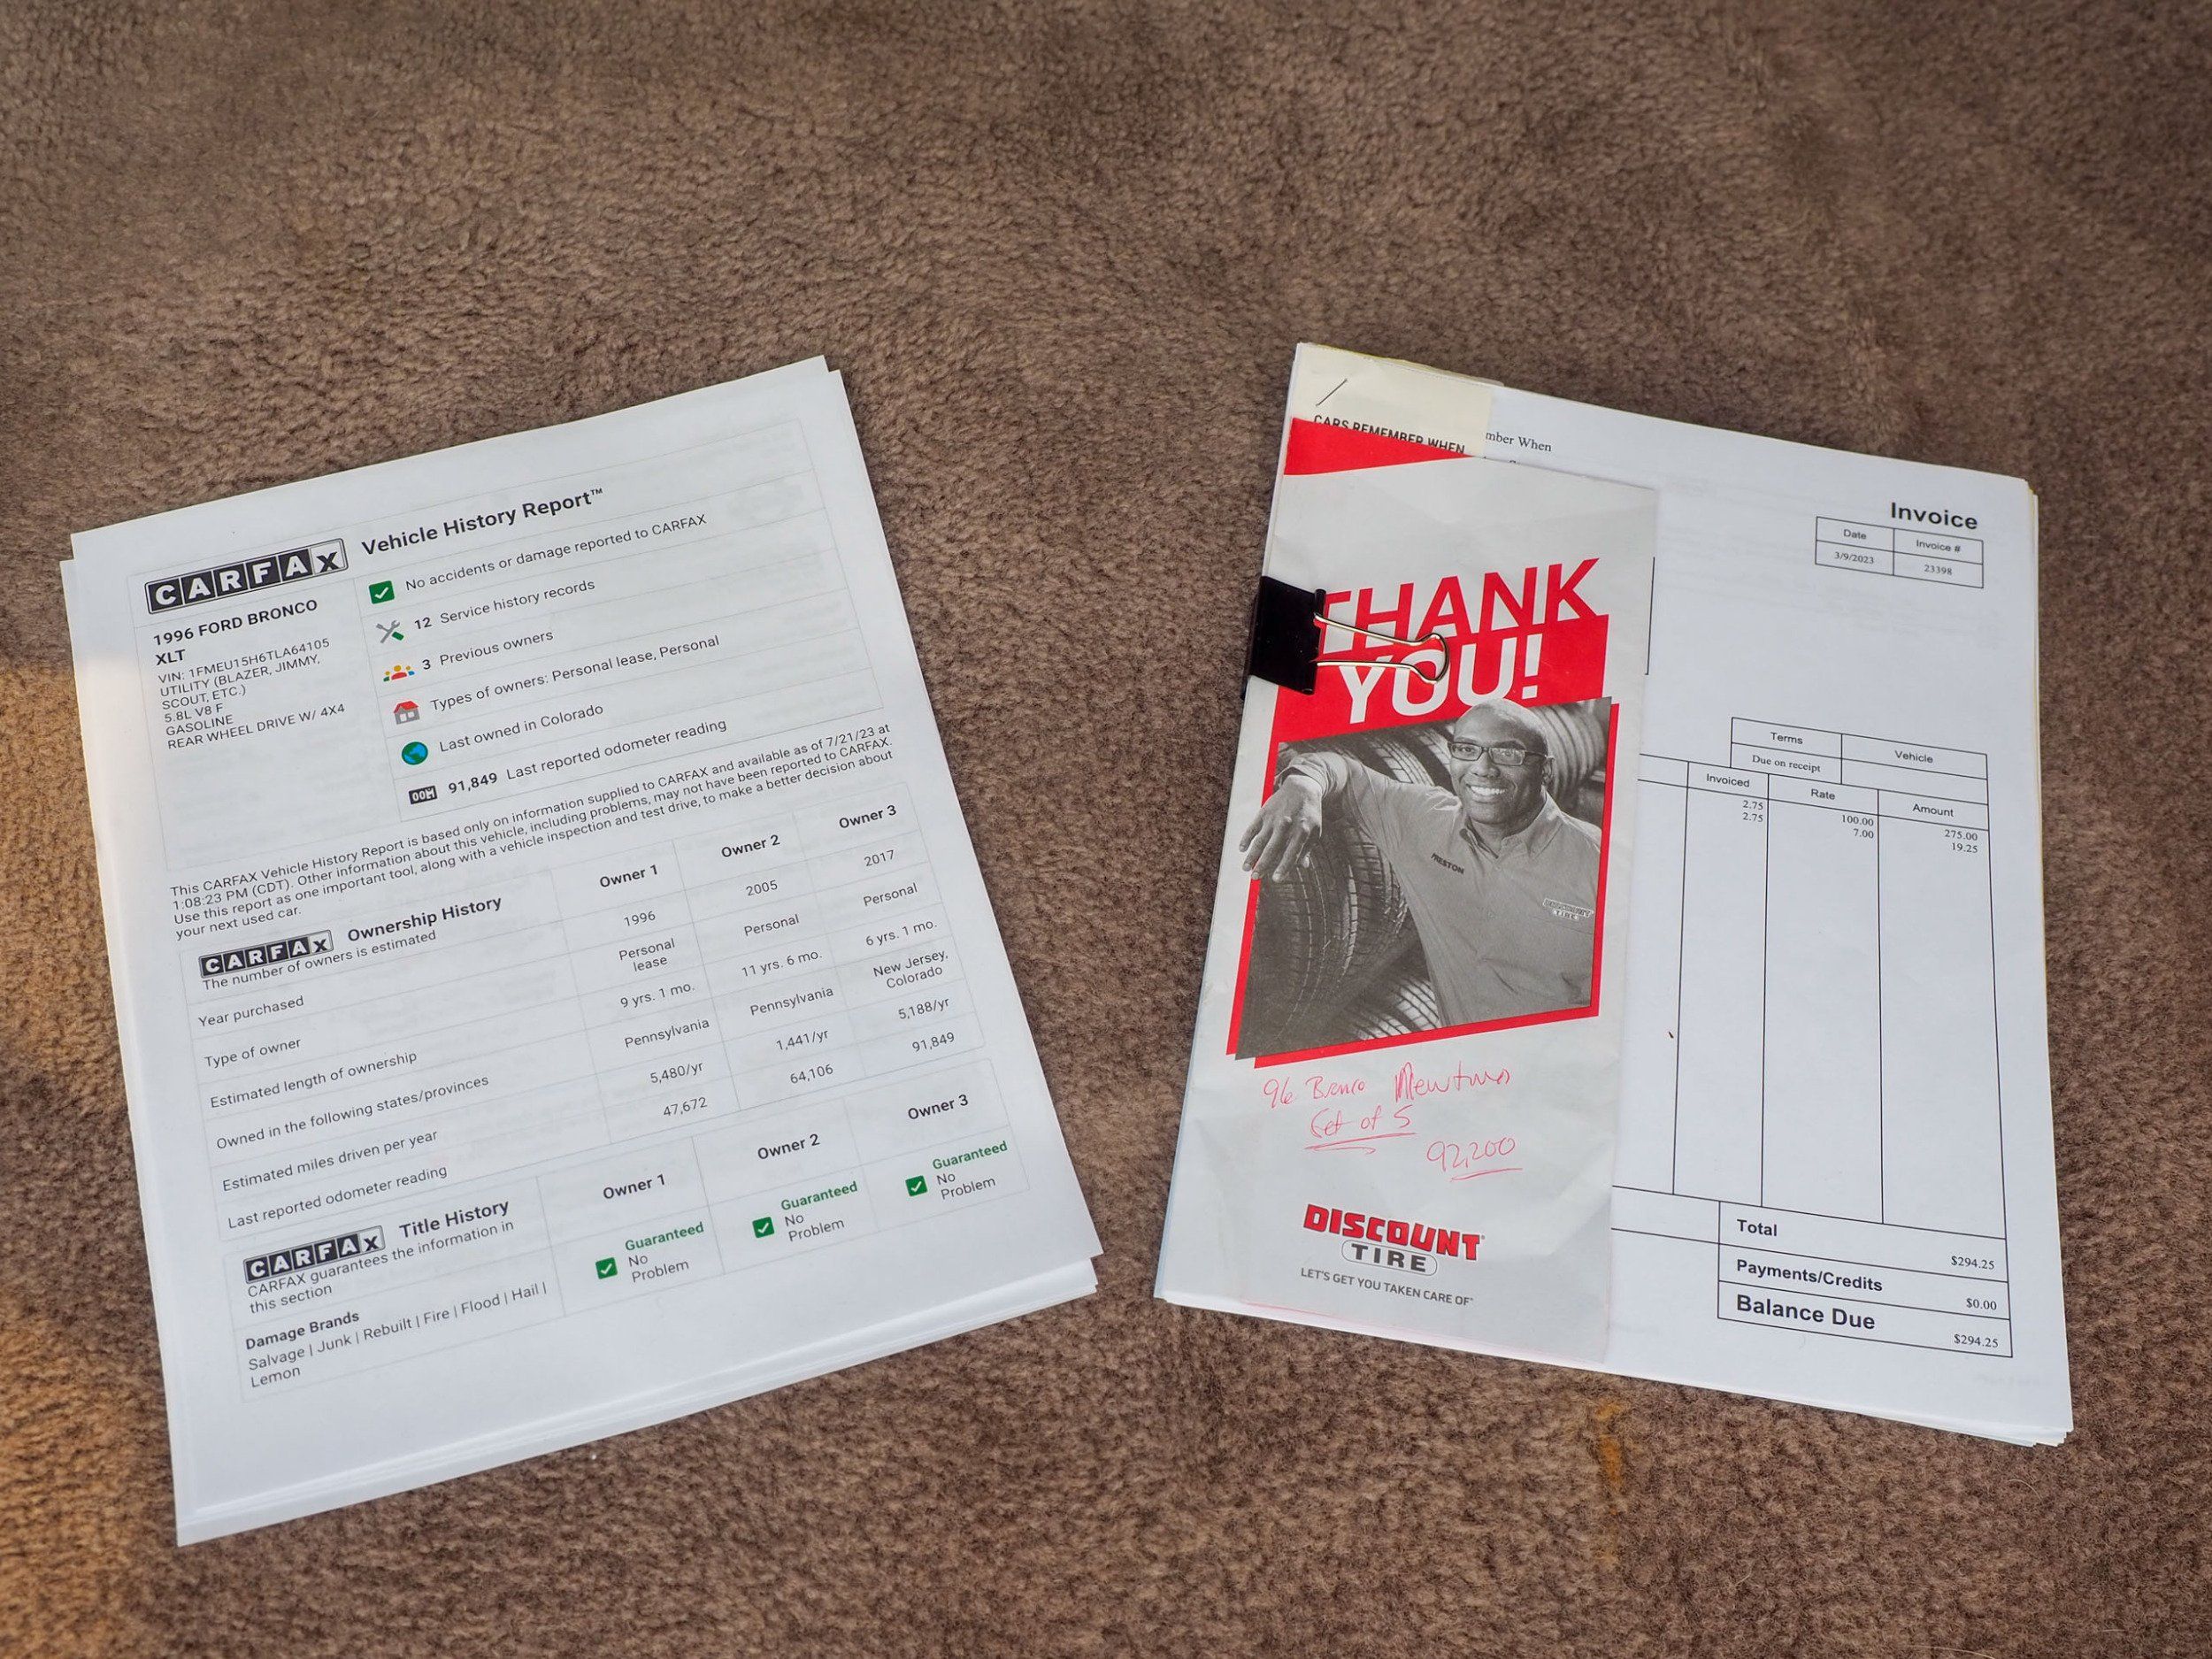 CARFAX Vehicle History Report™
1996 FORD BRONCO
XLT
VIN: 1FMEU15H6TLA64105
UTILITY (BLAZER, JIMMY,
SCOUT, ETC.)
5.8L V8 F
GASOLINE
REAR WHEEL DRIVE W/ 4X4
No accidents or damage reported to CARFAX
12 Service history records
3 Previous owners
Types of owners: Personal lease, Personal
Last owned in Colorado
91,849 Last reported odometer reading
This CARFAX Vehicle History Report is based only on information supplied to CARFAX and available as of 7/21/23 at
1:08:23 PM (CDT). Other information about this vehicle, including problems, may not have been reported to CARFAX.
Use this report as one important tool, along with a vehicle inspection and test drive, to make a better decision about
your next used car.
CARFAX Ownership History
The number of owners is estimated
Owner 1 Owner 2 Owner 3
Year purchased 1996 2005 2017
Type of owner Personal lease Personal Personal
Estimated length of ownership 9 yrs. 1 mo. 11 yrs. 6 mo. 6 yrs. 1 mo.
Owned in the following states/provinces Pennsylvania Pennsylvania New Jersey, Colorado
Estimated miles driven per year 5,480/yr 1,441/yr 5,188/yr
Last reported odometer reading 47,672 64,106 91,849
CARFAX Title History
CARFAX guarantees the information in
this section
Owner 1 Owner 2 Owner 3
Damage Brands
Salvage | Junk | Rebuilt | Fire | Flood | Hail |
Lemon
Guaranteed No Problem
Guaranteed No Problem
Guaranteed No Problem
CARS REMEMBER WHEN
mber When
THANK
YOU!
PRESTON
DISCOUNT
TIRE
96 Bronco
Set of 5
92,200
DISCOUNT
TIRE
LET'S GET YOU TAKEN CARE OF
Invoice
Date Invoice #
3/9/2023 23398
Terms Vehicle
Due on receipt
Invoiced Rate Amount
2.75 100.00 275.00
2.75 7.00 19.25
Total $294.25
Payments/Credits $0.00
Balance Due $294.25